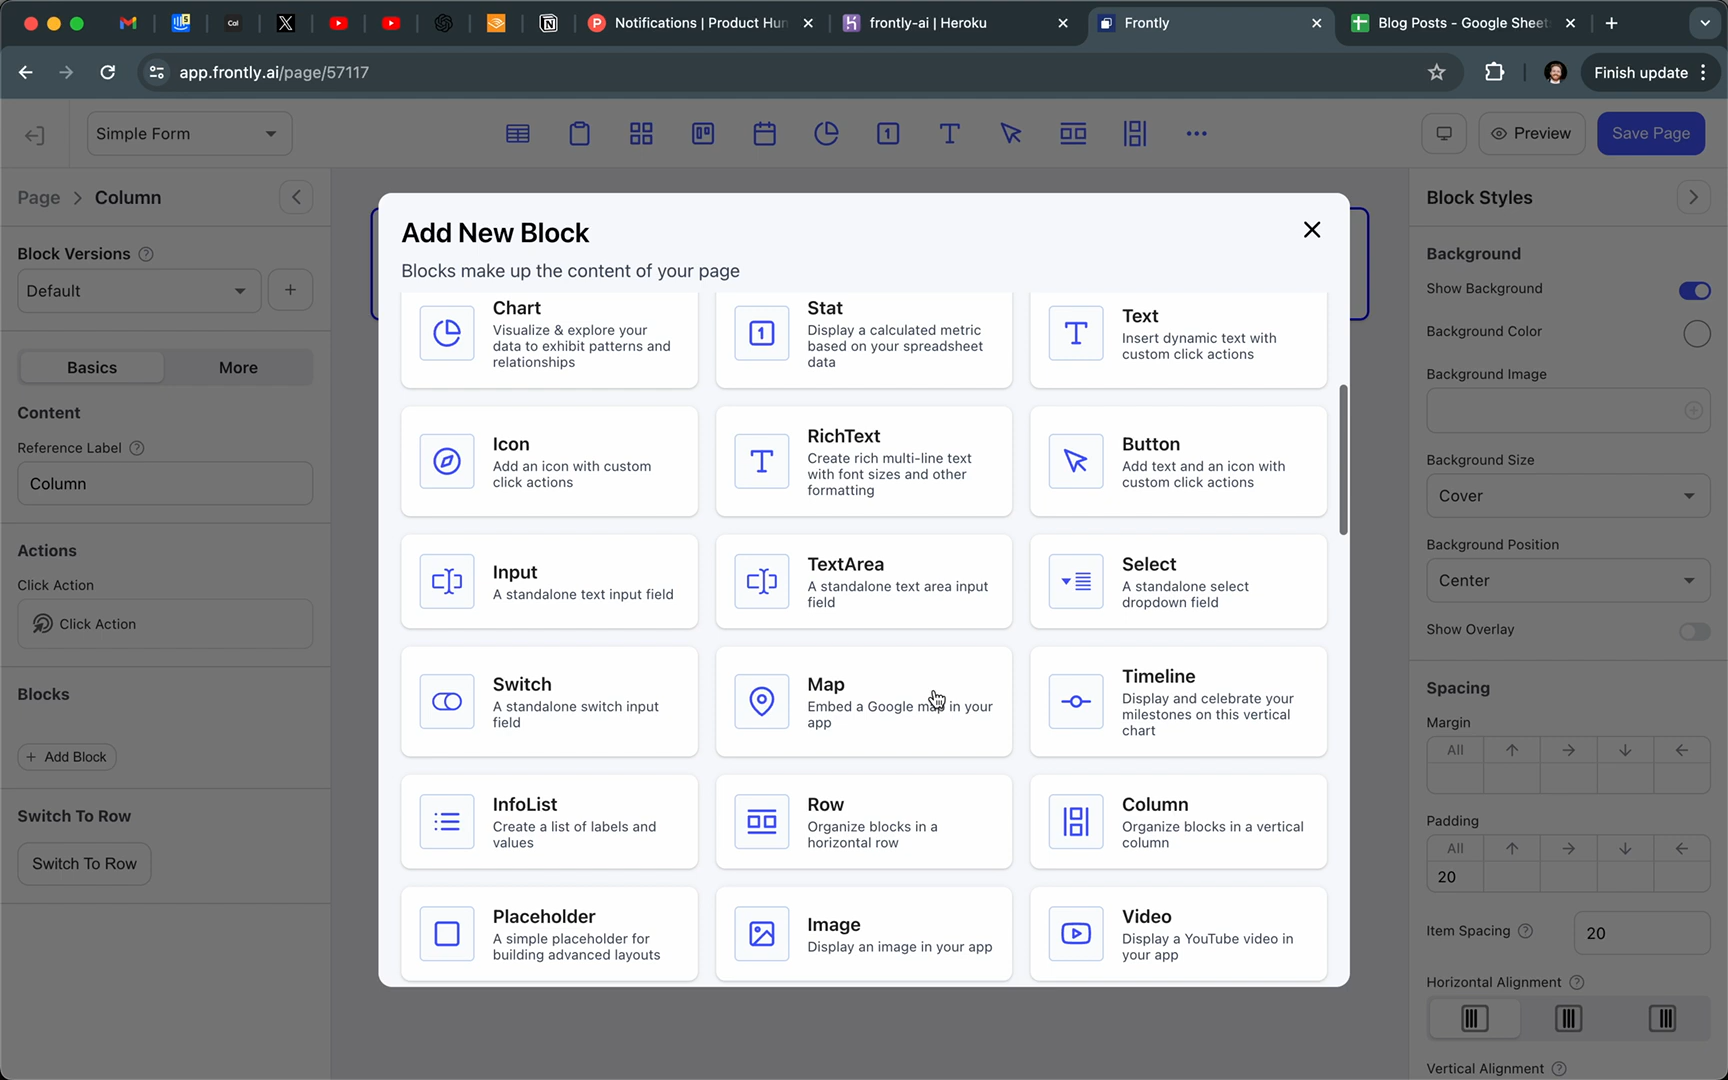 Cal
Notifications | Product Hun
frontly-ai | Heroku
Frontly
Blog Posts - Google Sheet
app.frontly.ai/page/57117
Finish update
Simple Form
Preview
Save Page
Page > Column
Block Versions
Default
Basics
More
Content
Reference Label
Column
Actions
Click Action
Click Action
Blocks
+ Add Block
Switch To Row
Switch To Row
Add New Block
Blocks make up the content of your page
Chart
Visualize & explore your
data to exhibit patterns and
relationships
Stat
Display a calculated metric
based on your spreadsheet
data
Text
Insert dynamic text with
custom click actions
Icon
Add an icon with custom
click actions
RichText
Create rich multi-line text
with font sizes and other
formatting
Button
Add text and an icon with
custom click actions
Input
A standalone text input field
TextArea
A standalone text area input
field
Select
A standalone select
dropdown field
Switch
A standalone switch input
field
Map
Embed a Google map in your
app
Timeline
Display and celebrate your
milestones on this vertical
chart
InfoList
Create a list of labels and
values
Row
Organize blocks in a
horizontal row
Column
Organize blocks in a vertical
column
Placeholder
A simple placeholder for
building advanced layouts
Image
Display an image in your app
Video
Display a YouTube video in
your app
Block Styles
Background
Show Background
Background Color
Background Image
Background Size
Cover
Background Position
Center
Show Overlay
Spacing
Margin
All
Padding
All
20
Item Spacing
20
Horizontal Alignment
Vertical Alignment